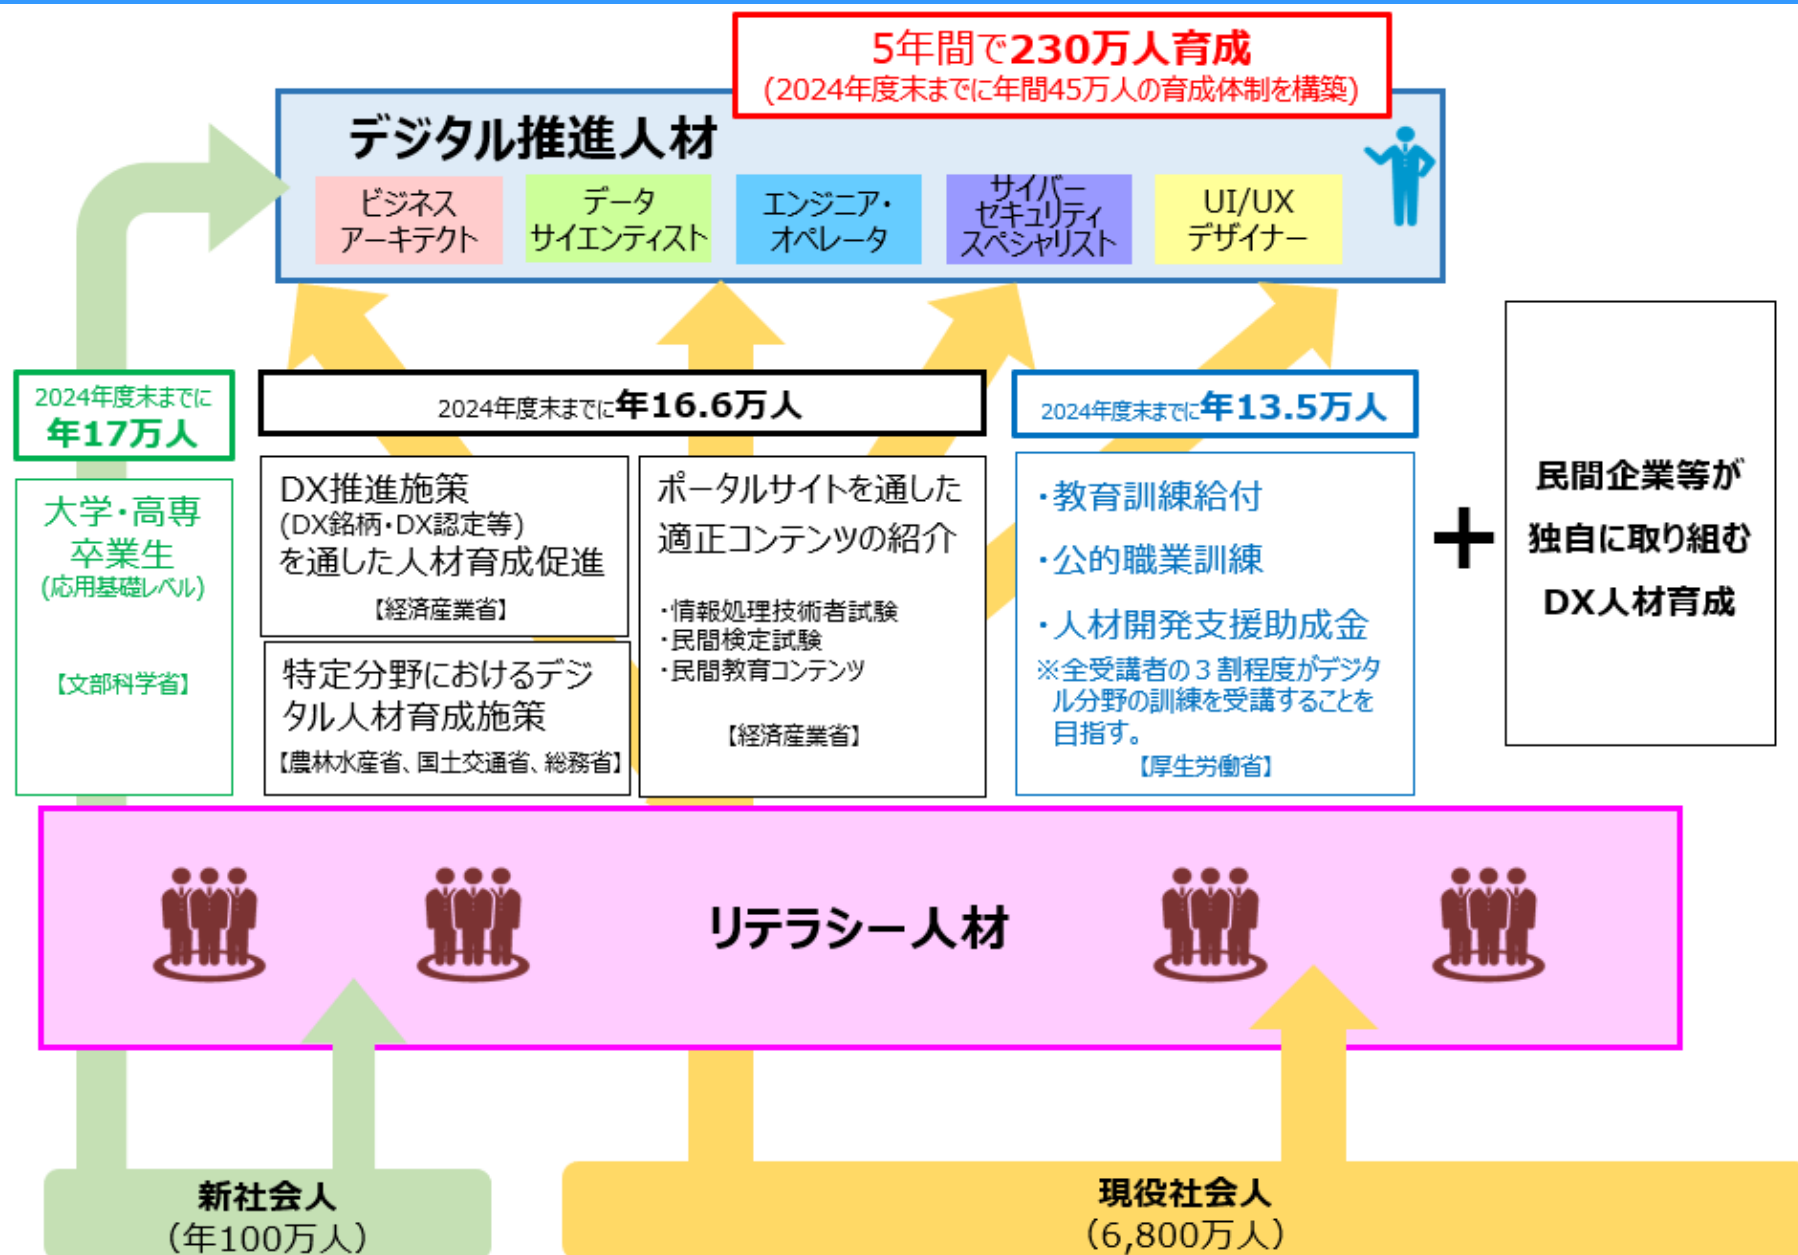 5年間で230万人育成
(2024年度末までに年間45万人の育成体制を構築)
デジタル推進人材
ビジネス
アーキテクト
データ
サイエンティスト
エンジニア・
オペレータ
サイバー
セキュリティ
スペシャリスト
UI/UX
デザイナー
2024年度末までに
年17万人
大学・高専
卒業生
(応用基礎レベル)
【文部科学省】
2024年度末までに年16.6万人
DX推進施策
(DX銘柄・DX認定等)
を通した人材育成促進
【経済産業省】
特定分野におけるデジ
タル人材育成施策
【農林水産省、国土交通省、総務省】
ポータルサイトを通した
適正コンテンツの紹介
・情報処理技術者試験
・民間検定試験
・民間教育コンテンツ
【経済産業省】
2024年度末までに年13.5万人
・教育訓練給付
・公的職業訓練
・人材開発支援助成金
※全受講者の３割程度がデジタ
ル分野の訓練を受講することを
目指す。
【厚生労働省】
+
民間企業等が
独自に取り組む
DX人材育成
リテラシー人材
新社会人
（年100万人）
現役社会人
（6,800万人）